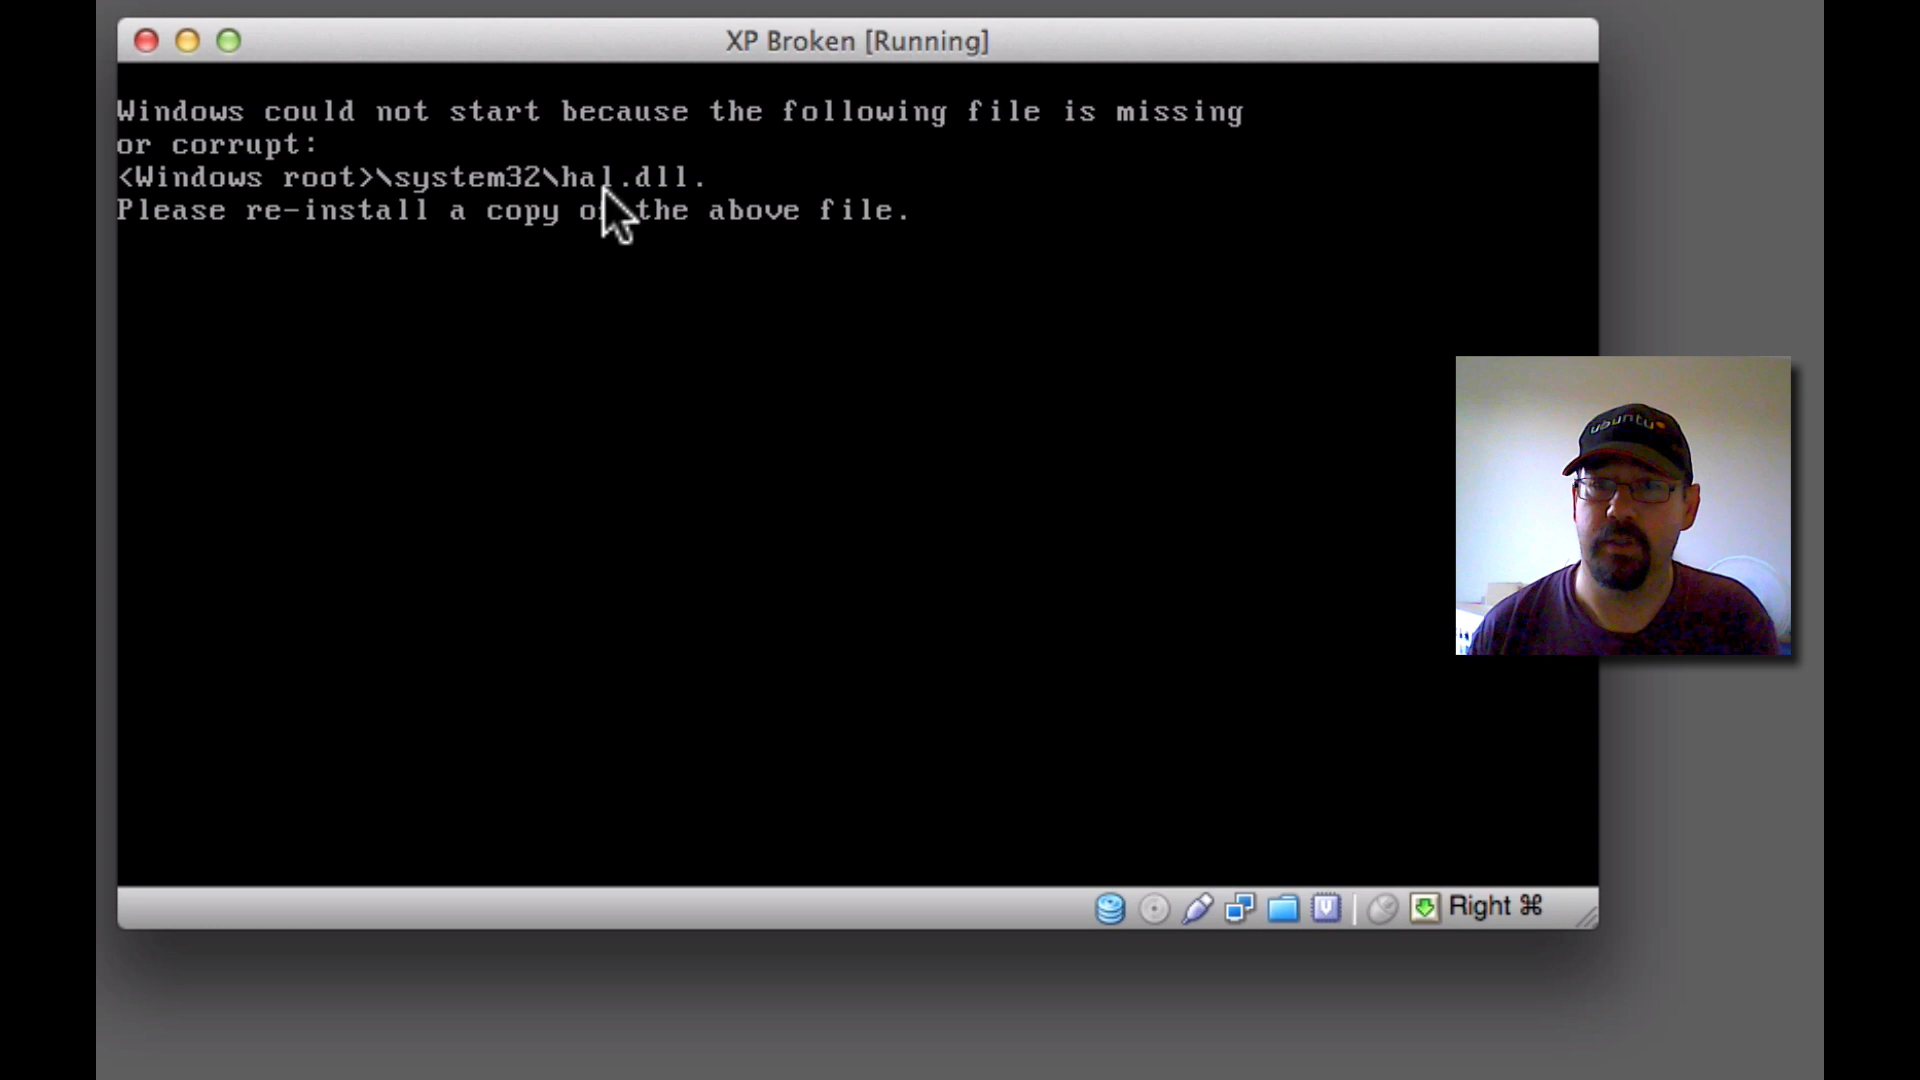 XP Broken [Running]
Windows could not start because the following file is missing
or corrupt:
<Windows root>\system32\hal.dll.
Please re-install a copy of the above file.
ubuntu
Right ⌘